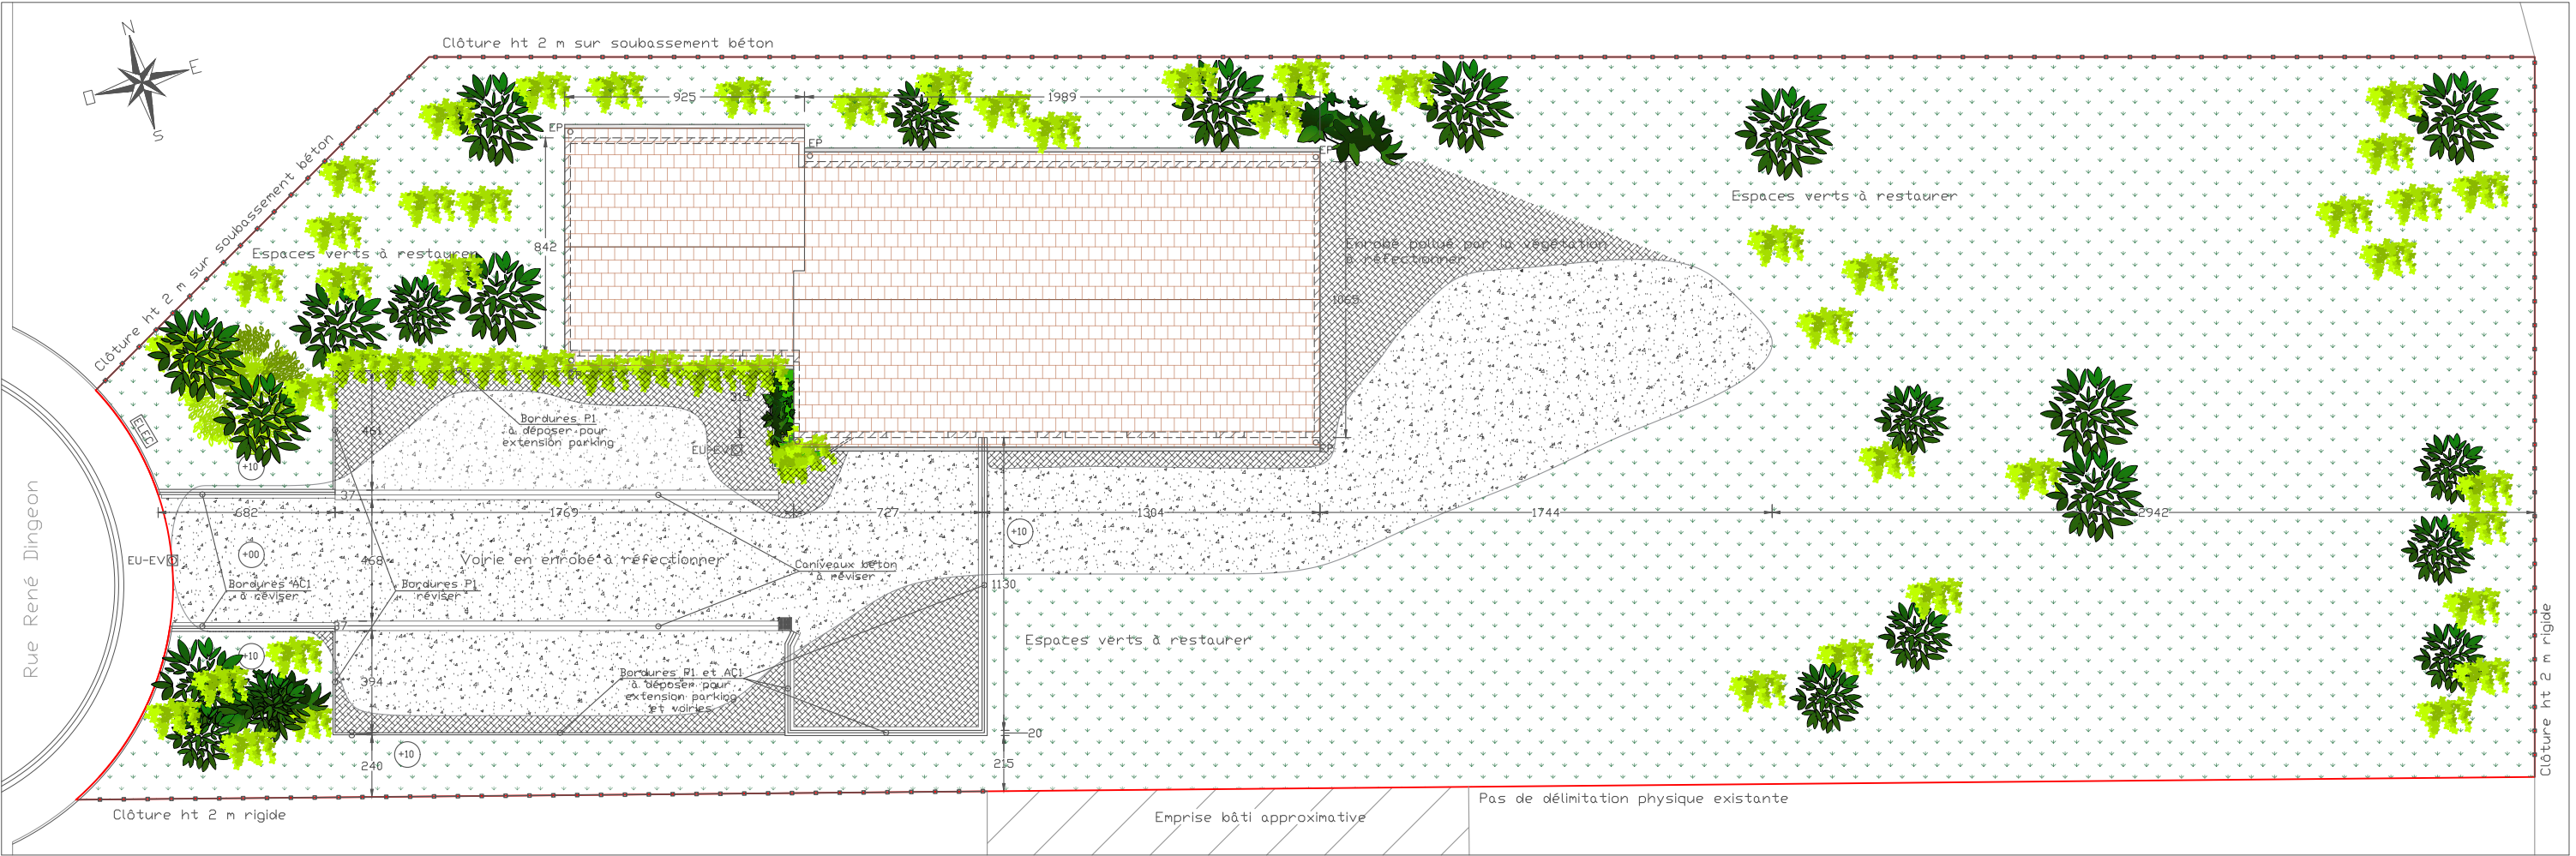 N
E
S
O
Clôture ht 2 m sur soubassement béton
Clôture ht 2 m sur soubassement béton
925
1989
EP
EP
EP
842
Espaces verts à restaurer
Espaces verts à restaurer
Enrobé pollué par la végétation
à réfectionner
1065
ELEC
315
461
Bordures P1
à déposer pour
extension parking
EU-EV
+10
37
682
1769
727
1304
1744
2942
+10
Rue René Dingeon
EU-EV
+00
Voirie en enrobé à réfectionner
468
Caniveaux béton
à réviser
Bordures AC1
à réviser
Bordures P1
réviser
1130
37
+10
Espaces verts à restaurer
394
Bordures P1 et AC1
à déposer pour
extension parking
et voiries
8
20
+10
240
215
Clôture ht 2 m rigide
Emprise bâti approximative
Pas de délimitation physique existante
Clôture ht 2 m rigide